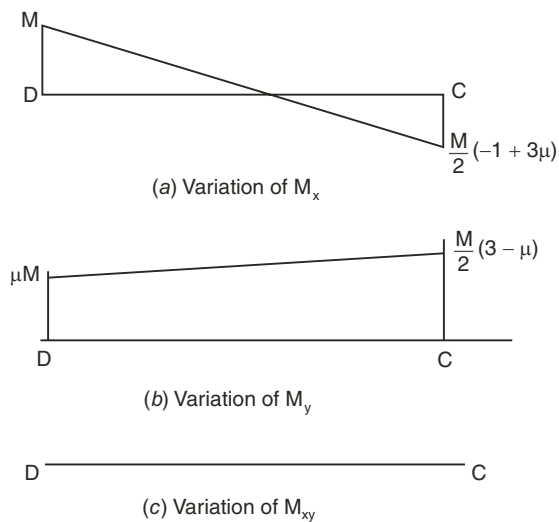 M
D
C
M/2 (–1 + 3μ)
(a) Variation of Mx
μM
M/2 (3 – μ)
D
C
(b) Variation of My
D
C
(c) Variation of Mxy